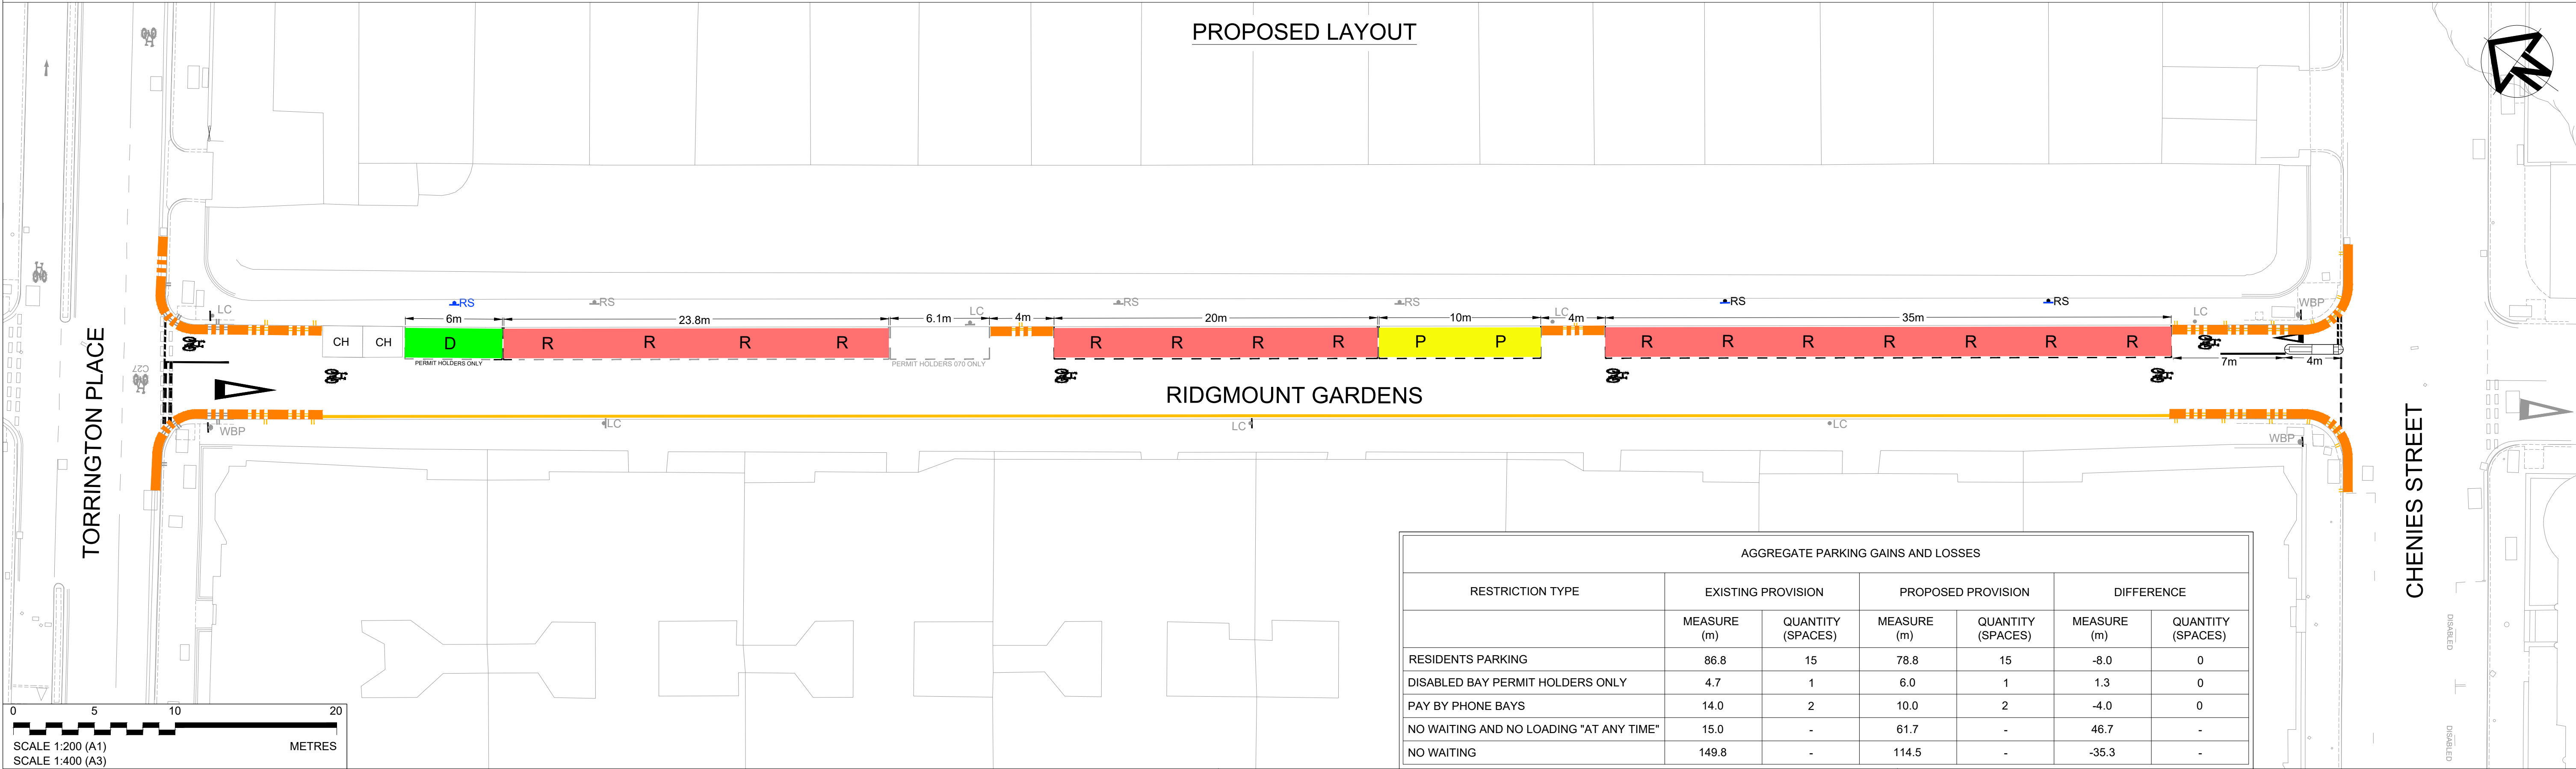 PROPOSED LAYOUT
N
RS
RS
RS
RS
RS
RS
LC
LC
LC
LC
WBP
6m
23.8m
6.1m
4m
20m
10m
4m
35m
CH
CH
D
R
R
R
R
R
R
R
R
P
P
R
R
R
R
R
R
R
PERMIT HOLDERS ONLY
PERMIT HOLDERS 070 ONLY
7m
4m
C27
TORRINGTON PLACE
RIDGMOUNT GARDENS
CHENIES STREET
WBP
LC
LC
LC
WBP
DISABLED
DISABLED
AGGREGATE PARKING GAINS AND LOSSES
RESTRICTION TYPE EXISTING PROVISION PROPOSED PROVISION DIFFERENCE
MEASURE QUANTITY MEASURE QUANTITY MEASURE QUANTITY
(m) (SPACES) (m) (SPACES) (m) (SPACES)
RESIDENTS PARKING 86.8 15 78.8 15 -8.0 0
DISABLED BAY PERMIT HOLDERS ONLY 4.7 1 6.0 1 1.3 0
PAY BY PHONE BAYS 14.0 2 10.0 2 -4.0 0
NO WAITING AND NO LOADING "AT ANY TIME" 15.0 - 61.7 - 46.7 -
NO WAITING 149.8 - 114.5 - -35.3 -
0 5 10 20
SCALE 1:200 (A1) METRES
SCALE 1:400 (A3)